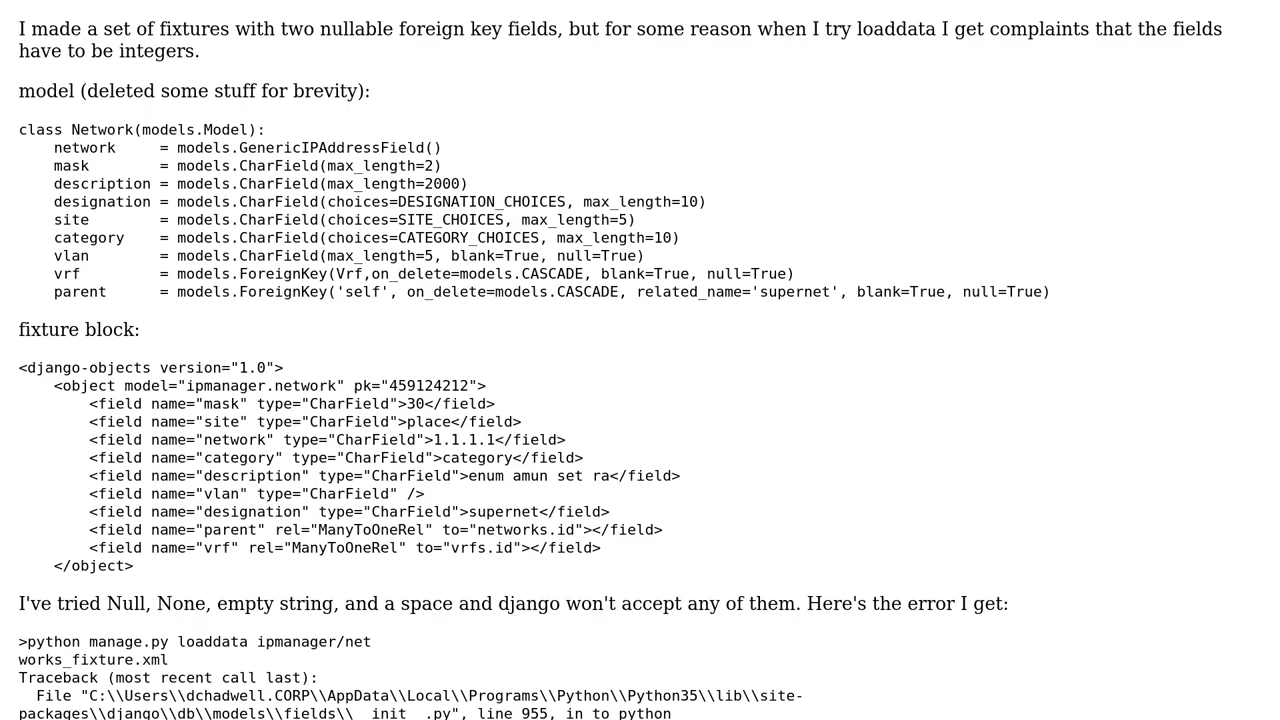 I made a set of fixtures with two nullable foreign key fields, but for some reason when I try loaddata I get complaints that the fields
have to be integers.
model (deleted some stuff for brevity):
class Network(models.Model):
    network     = models.GenericIPAddressField()
    mask        = models.CharField(max_length=2)
    description = models.CharField(max_length=2000)
    designation = models.CharField(choices=DESIGNATION_CHOICES, max_length=10)
    site        = models.CharField(choices=SITE_CHOICES, max_length=5)
    category    = models.CharField(choices=CATEGORY_CHOICES, max_length=10)
    vlan        = models.CharField(max_length=5, blank=True, null=True)
    vrf         = models.ForeignKey(Vrf,on_delete=models.CASCADE, blank=True, null=True)
    parent      = models.ForeignKey('self', on_delete=models.CASCADE, related_name='supernet', blank=True, null=True)
fixture block:
<django-objects version="1.0">
    <object model="ipmanager.network" pk="459124212">
        <field name="mask" type="CharField">30</field>
        <field name="site" type="CharField">place</field>
        <field name="network" type="CharField">1.1.1.1</field>
        <field name="category" type="CharField">category</field>
        <field name="description" type="CharField">enum amun set ra</field>
        <field name="vlan" type="CharField" />
        <field name="designation" type="CharField">supernet</field>
        <field name="parent" rel="ManyToOneRel" to="networks.id"></field>
        <field name="vrf" rel="ManyToOneRel" to="vrfs.id"></field>
    </object>
I've tried Null, None, empty string, and a space and django won't accept any of them. Here's the error I get:
>python manage.py loaddata ipmanager/net
works_fixture.xml
Traceback (most recent call last):
  File "C:\\Users\\dchadwell.CORP\\AppData\\Local\\Programs\\Python\\Python35\\lib\\site-
packages\\django\\db\\models\\fields\\__init__.py", line 955, in to_python